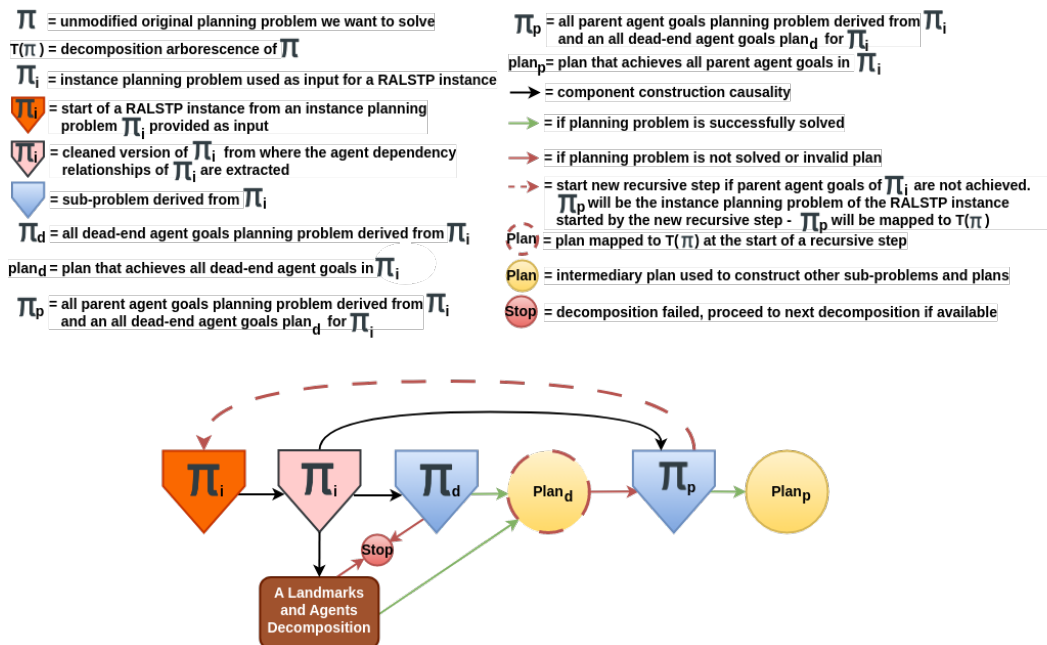 π = unmodified original planning problem we want to solve
T(π) = decomposition arborescence of π
πi = instance planning problem used as input for a RALSTP instance
πi = start of a RALSTP instance from an instance planning
problem πi provided as input
πi = cleaned version of πi from where the agent dependency
relationships of πi are extracted
= sub-problem derived from πi
πd = all dead-end agent goals planning problem derived from πi
pland = plan that achieves all dead-end agent goals in πi
πp = all parent agent goals planning problem derived from πi
and an all dead-end agent goals pland for πi
πp = all parent agent goals planning problem derived from πi
and an all dead-end agent goals pland for πi
planp = plan that achieves all parent agent goals in πi
= component construction causality
= if planning problem is successfully solved
= if planning problem is not solved or invalid plan
= start new recursive step if parent agent goals of πi are not achieved.
πp will be the instance planning problem of the RALSTP instance
started by the new recursive step - πp will be mapped to T(π)
Plan = plan mapped to T(π) at the start of a recursive step
Plan = intermediary plan used to construct other sub-problems and plans
Stop = decomposition failed, proceed to next decomposition if available
πi
πi
πd
Pland
πp
Planp
Stop
A Landmarks
and Agents
Decomposition